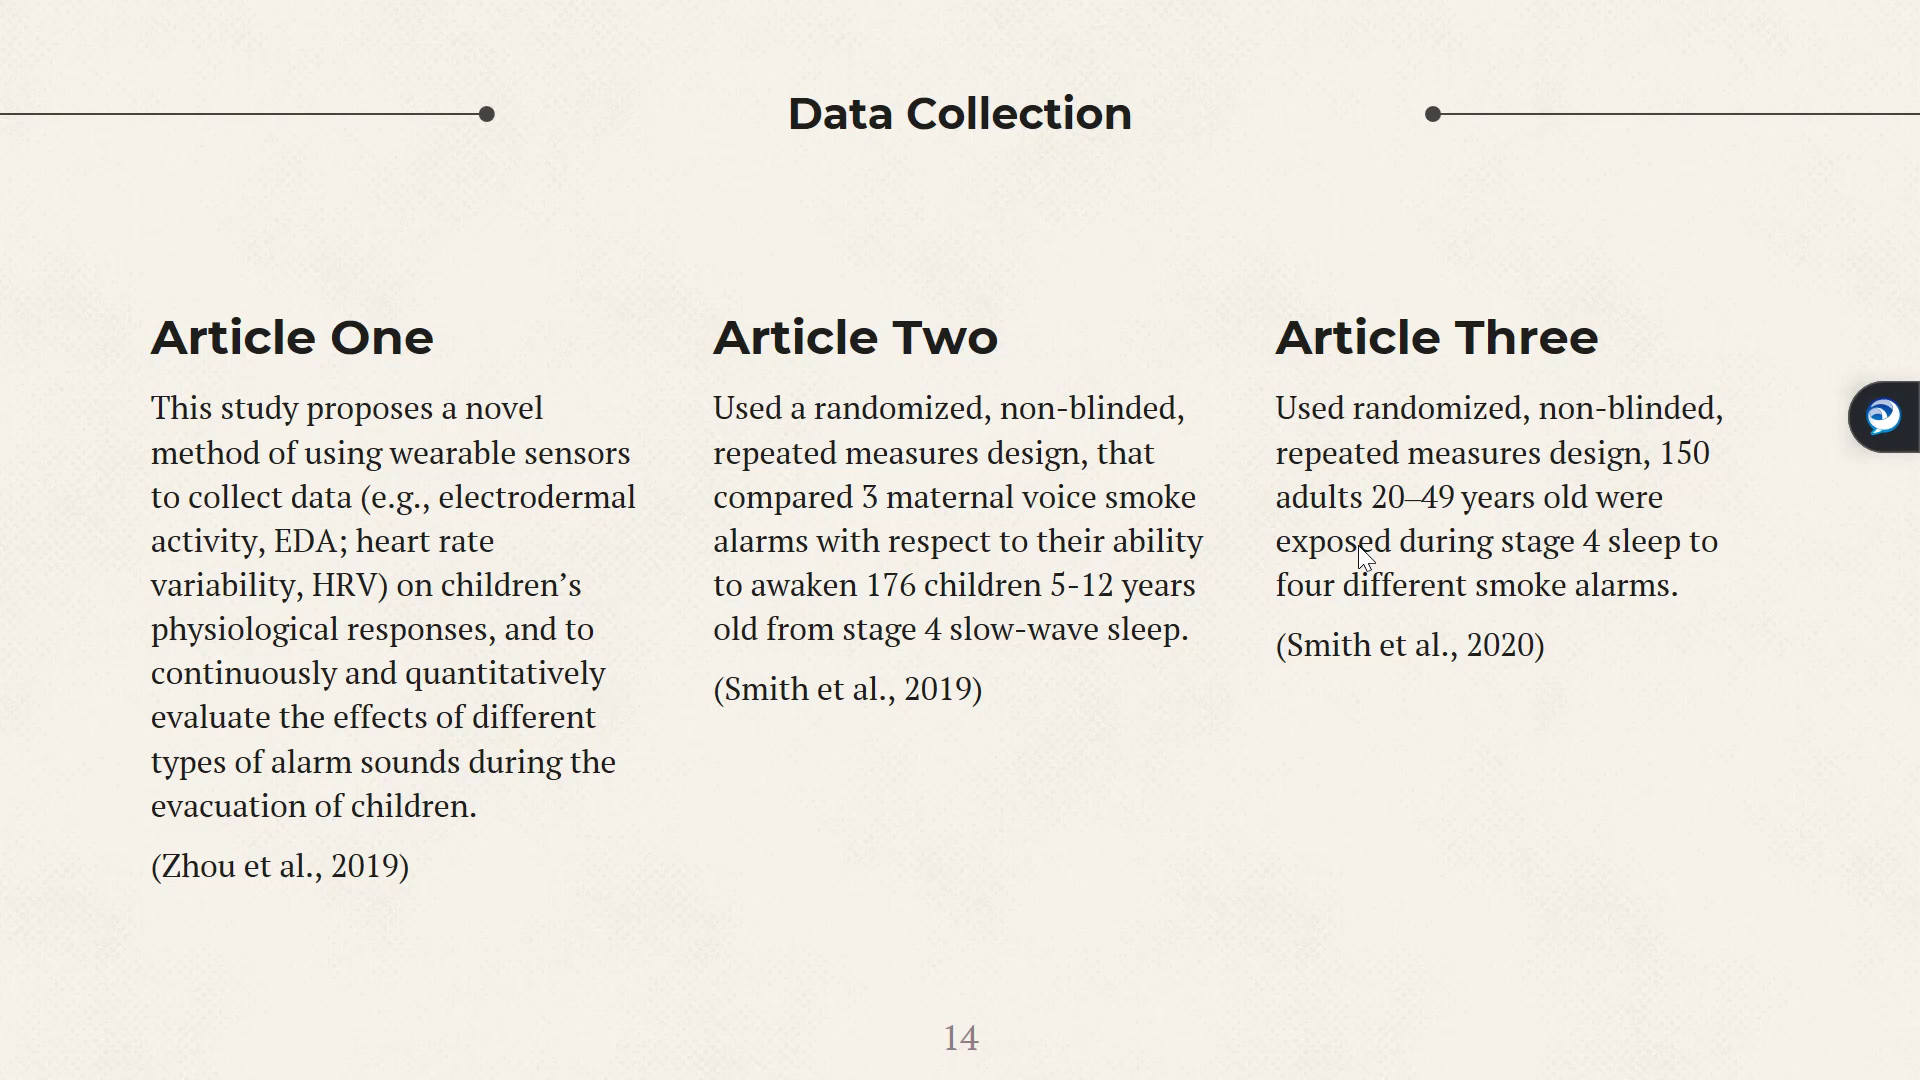 Data Collection
Article One
This study proposes a novel
method of using wearable sensors
to collect data (e.g., electrodermal
activity, EDA; heart rate
variability, HRV) on children’s
physiological responses, and to
continuously and quantitatively
evaluate the effects of different
types of alarm sounds during the
evacuation of children.
(Zhou et al., 2019)
Article Two
Used a randomized, non-blinded,
repeated measures design, that
compared 3 maternal voice smoke
alarms with respect to their ability
to awaken 176 children 5-12 years
old from stage 4 slow-wave sleep.
(Smith et al., 2019)
Article Three
Used randomized, non-blinded,
repeated measures design, 150
adults 20–49 years old were
exposed during stage 4 sleep to
four different smoke alarms.
(Smith et al., 2020)
14